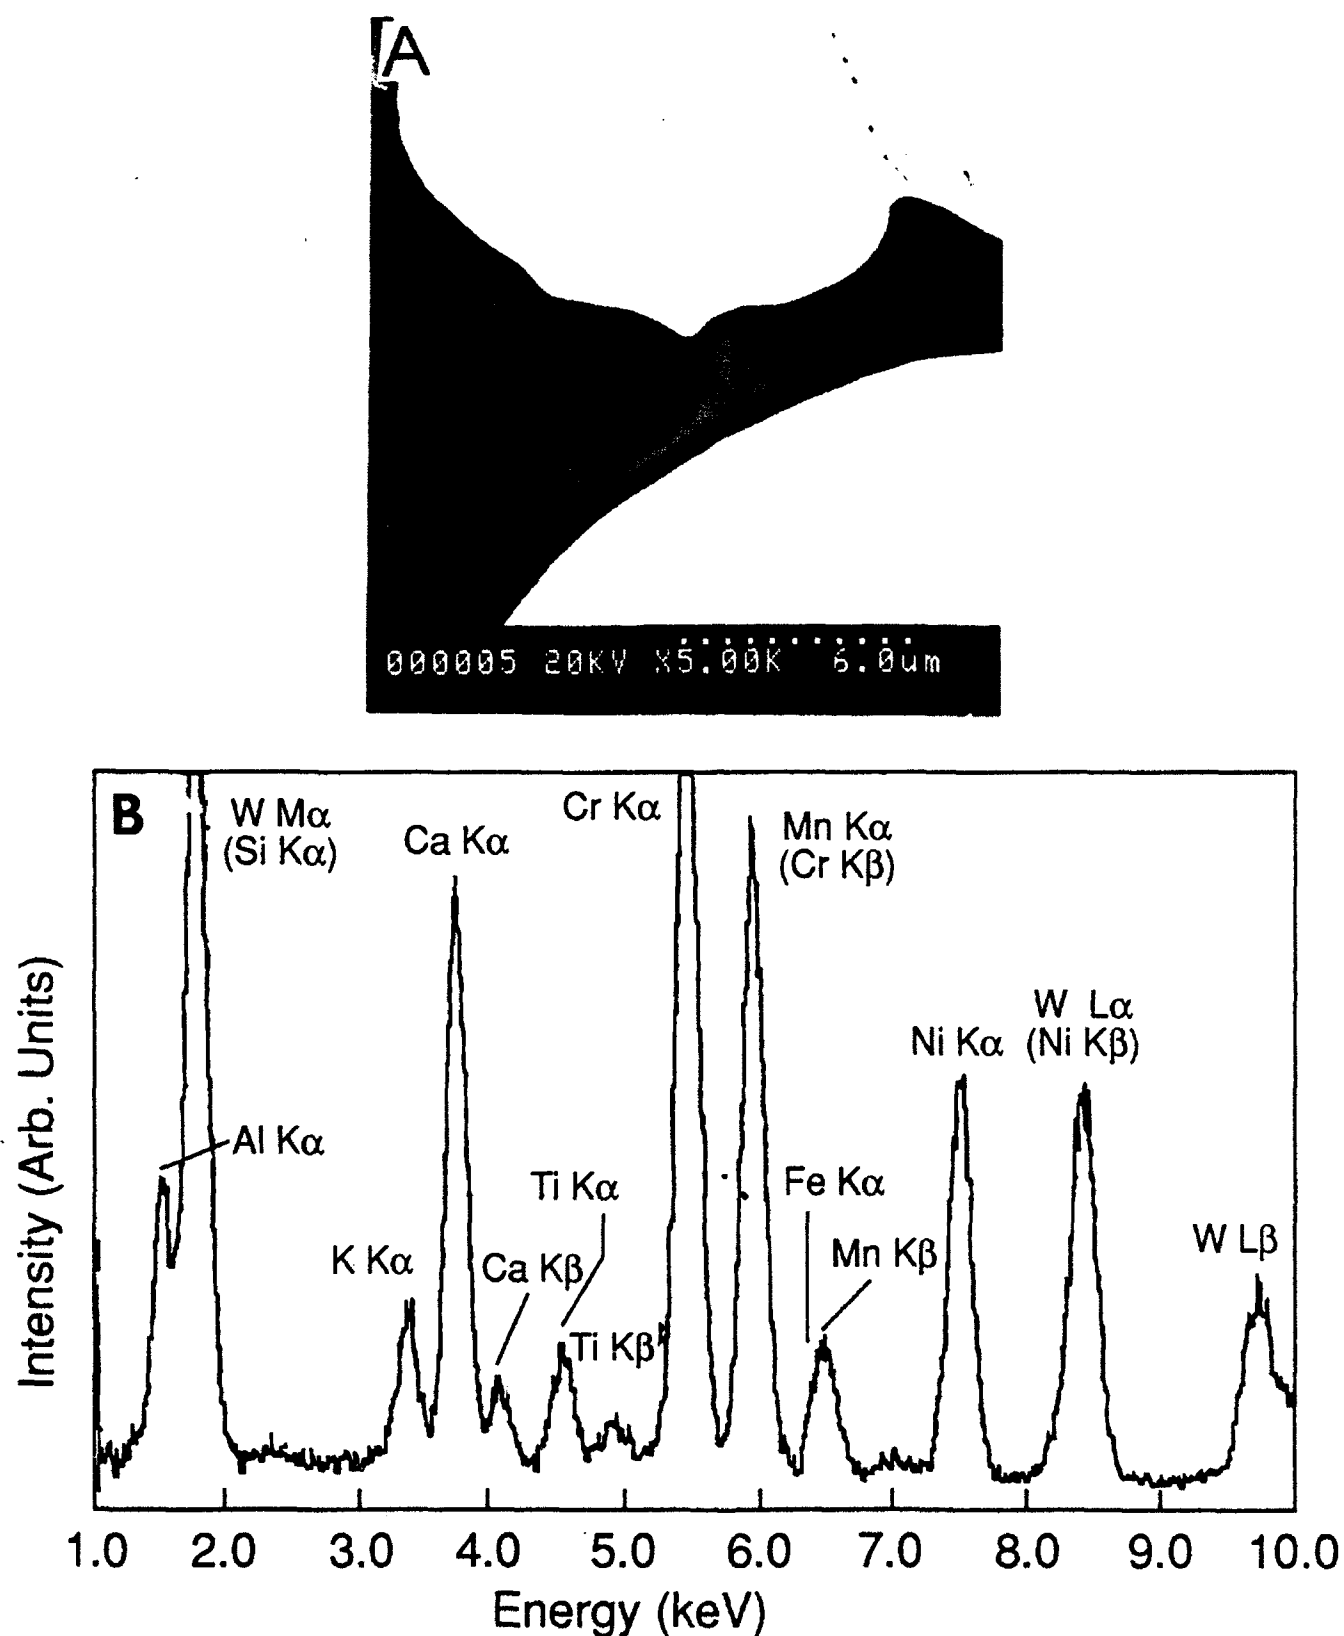 A
000005 20KV X5.00K 6.0um
B
W Mα
(Si Kα)
Ca Kα
Cr Kα
Mn Kα
(Cr Kβ)
W Lα
Ni Kα (Ni Kβ)
Al Kα
Ti Kα
Fe Kα
K Kα
Ca Kβ
Mn Kβ
W Lβ
Ti Kβ
Intensity (Arb. Units)
1.0 2.0 3.0 4.0 5.0 6.0 7.0 8.0 9.0 10.0
Energy (keV)